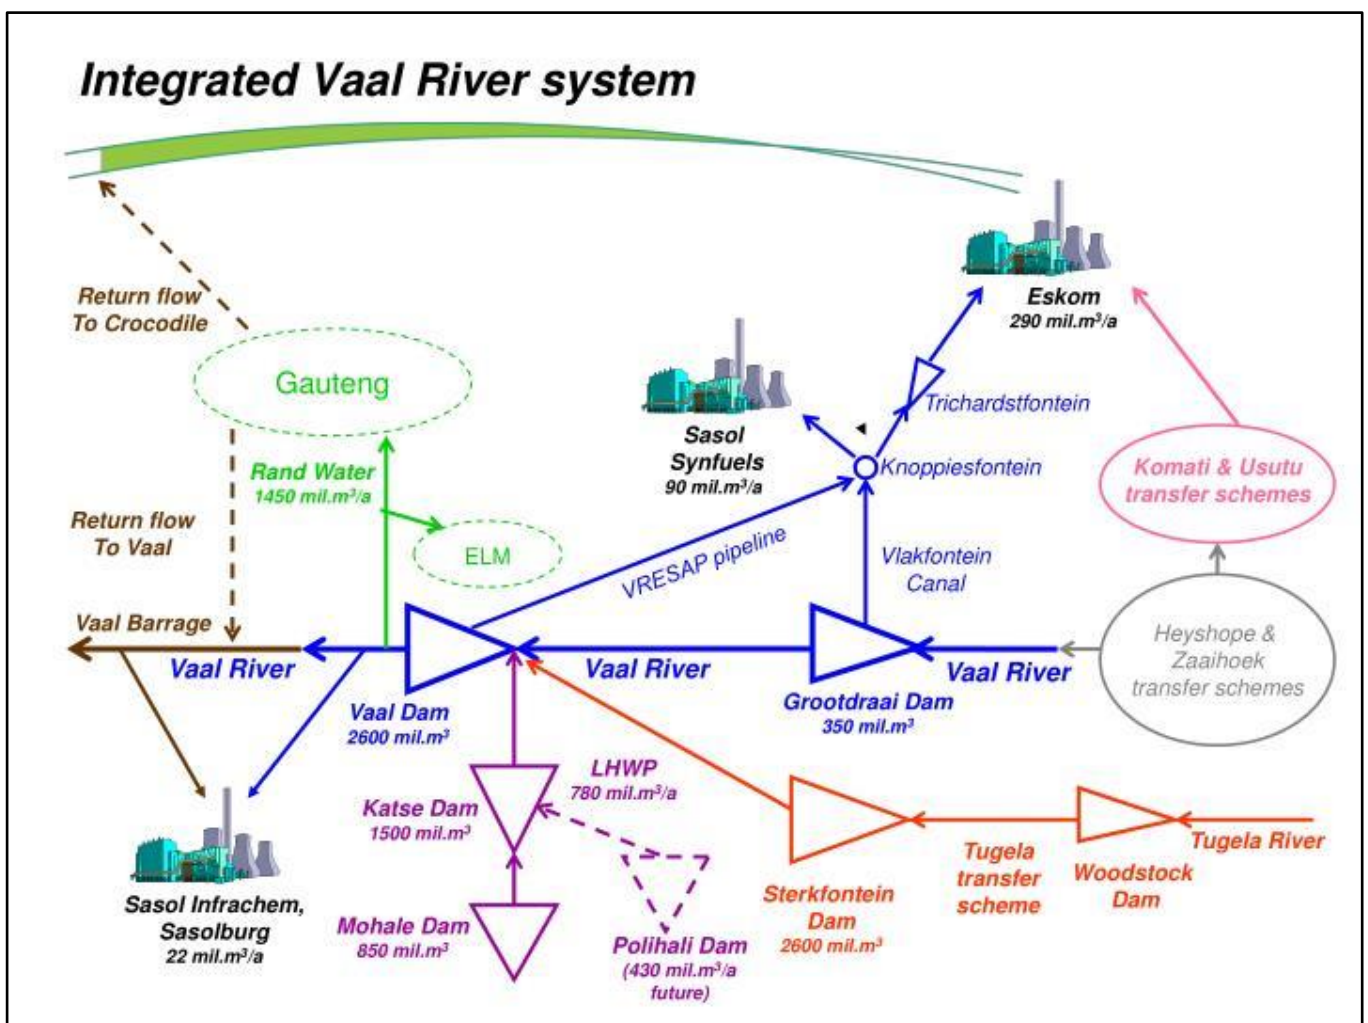 Integrated Vaal River system
Return flow
To Crocodile
Eskom
290 mil.m³/a
Gauteng
Trichardstfontein
Sasol
Synfuels
90 mil.m³/a
Knoppiesfontein
Komati & Usutu
transfer schemes
Rand Water
1450 mil.m³/a
Return flow
To Vaal
ELM
VRESAP pipeline
Vlakfontein
Canal
Vaal Barrage
Vaal River
Vaal River
Vaal River
Heyshope &
Zaaihoek
transfer schemes
Vaal Dam
2600 mil.m³
Grootdraai Dam
350 mil.m³
LHWP
780 mil.m³/a
Katse Dam
1500 mil.m³
Tugela River
Tugela
transfer
scheme
Woodstock
Dam
Sasol Infrachem,
Sasolburg
22 mil.m³/a
Mohale Dam
850 mil.m³
Polihali Dam
(430 mil.m³/a
future)
Sterkfontein
Dam
2600 mil.m³